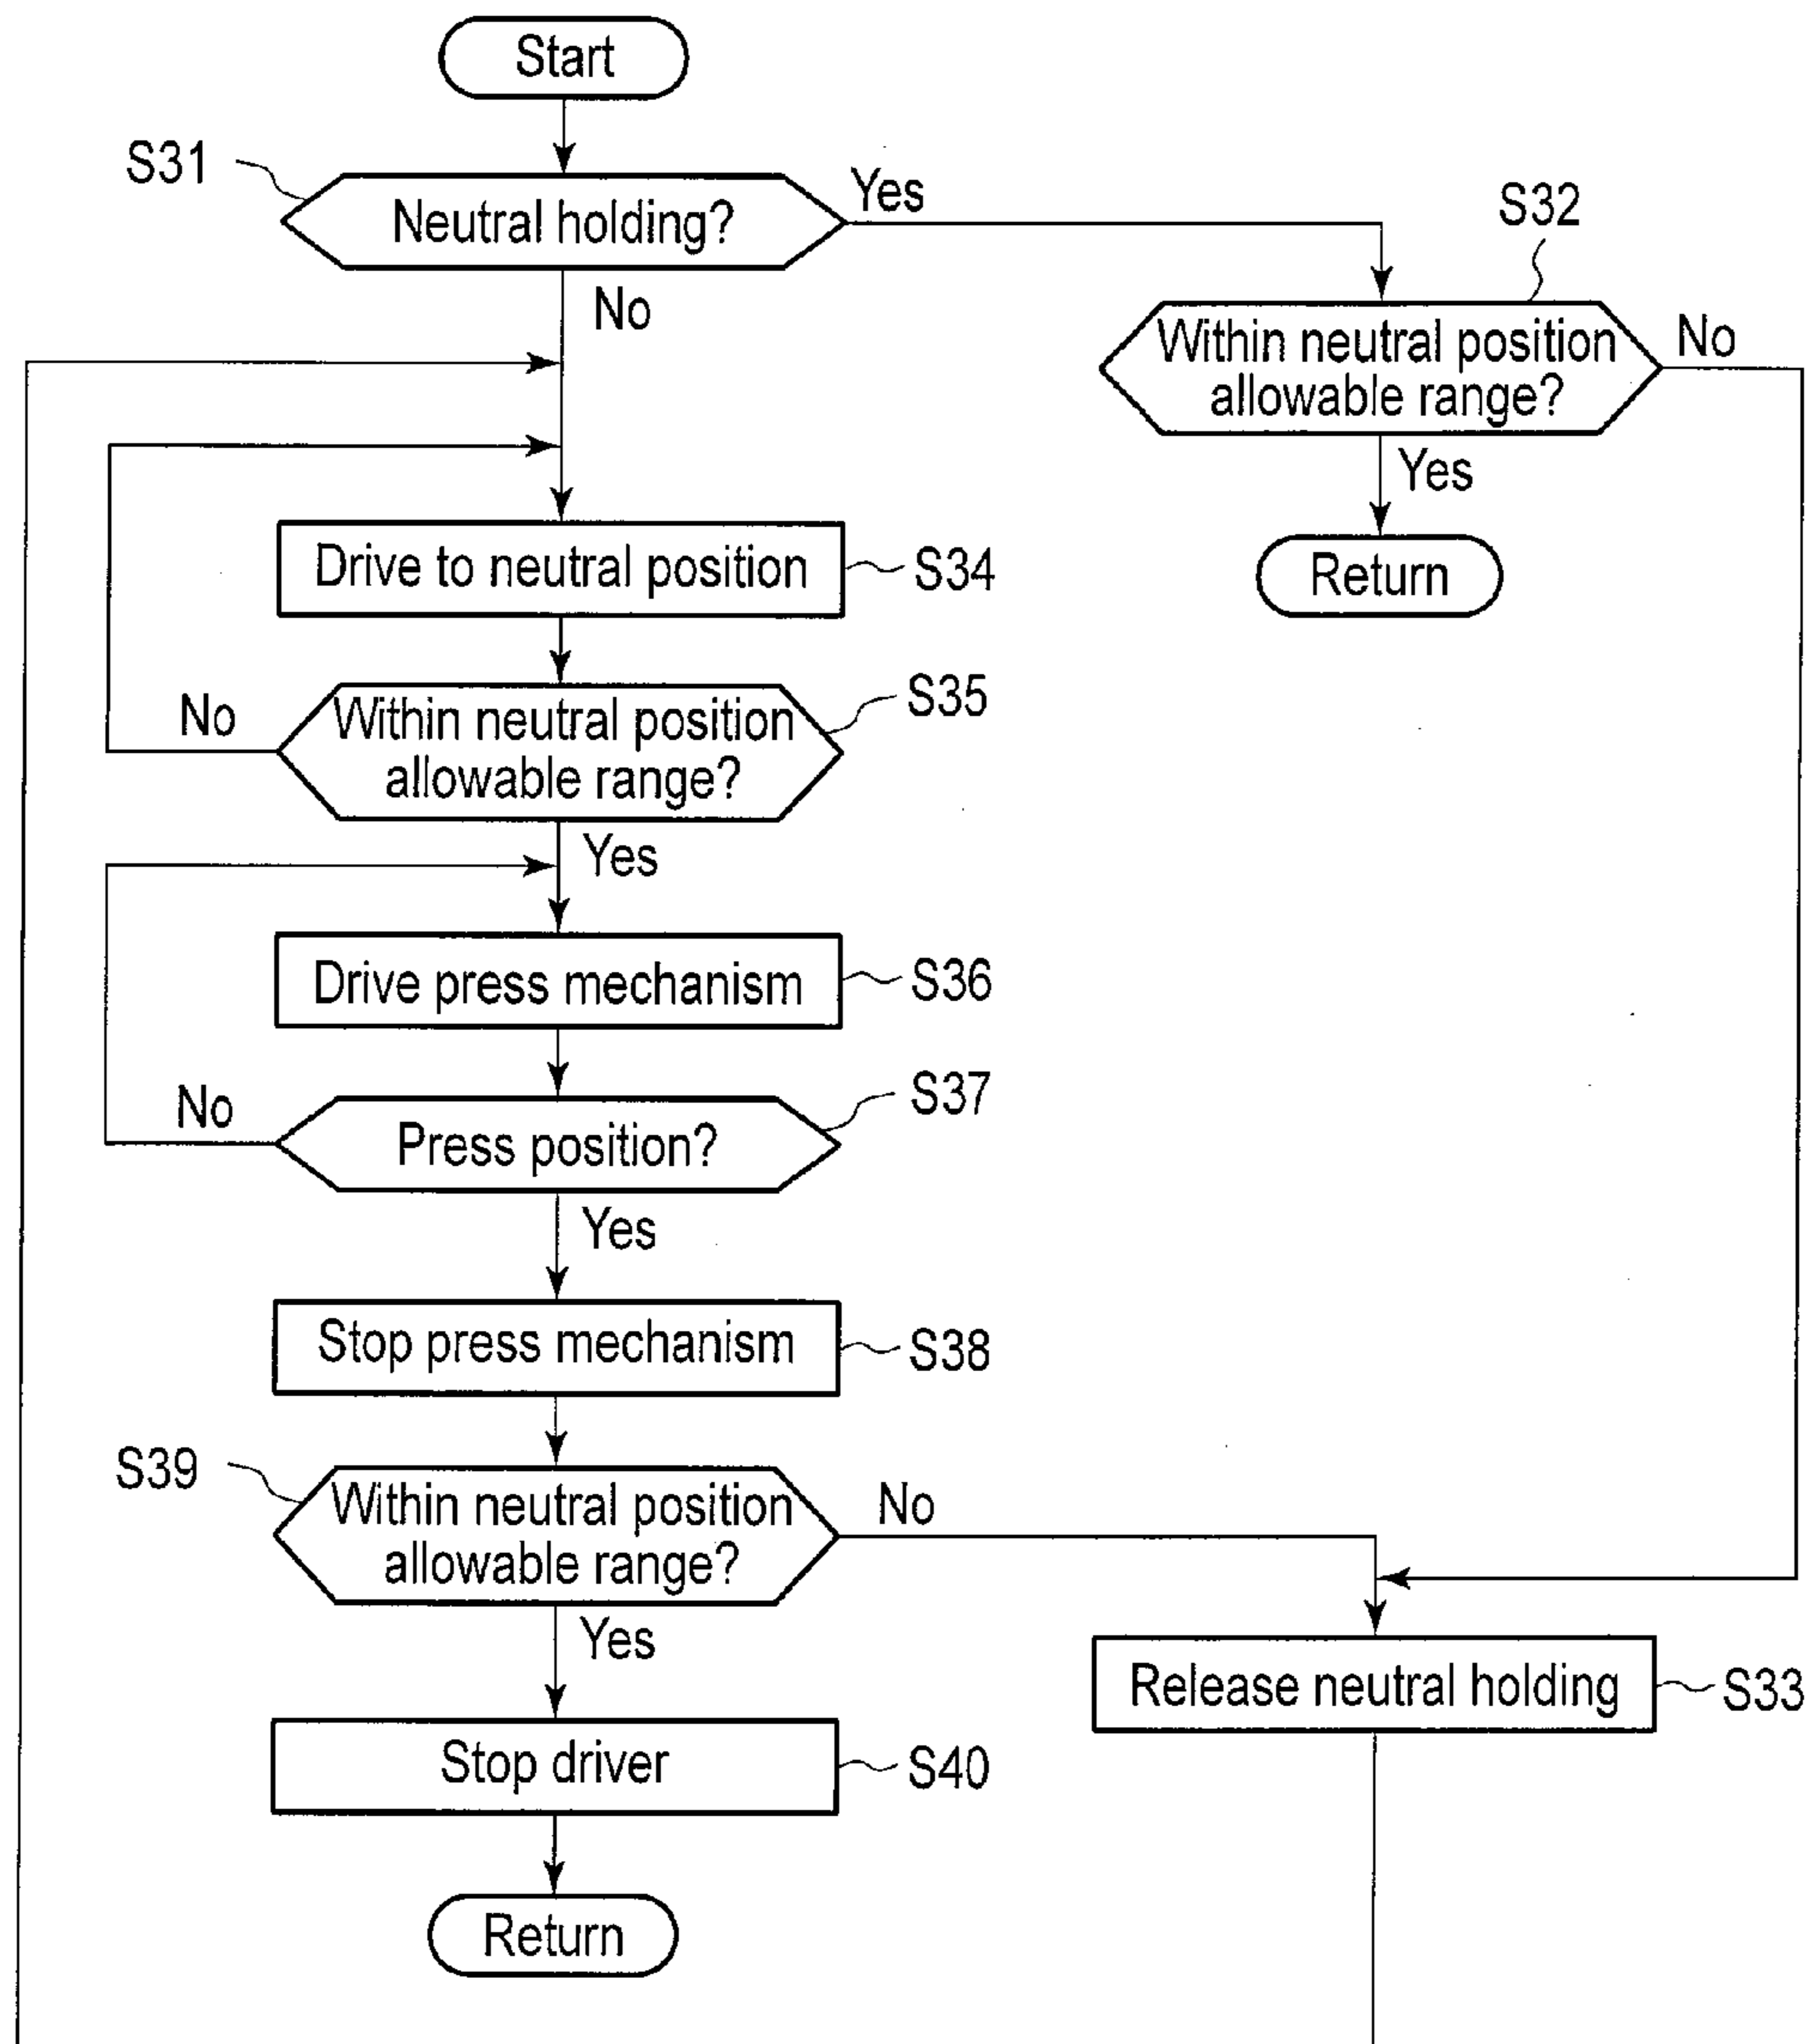 Start
S31
Neutral holding?
Yes
No
S32
Within neutral position
allowable range?
No
Yes
Return
Drive to neutral position
S34
S35
Within neutral position
allowable range?
No
Yes
Drive press mechanism
S36
S37
Press position?
No
Yes
Stop press mechanism
S38
S39
Within neutral position
allowable range?
No
Yes
Release neutral holding
S33
Stop driver
S40
Return